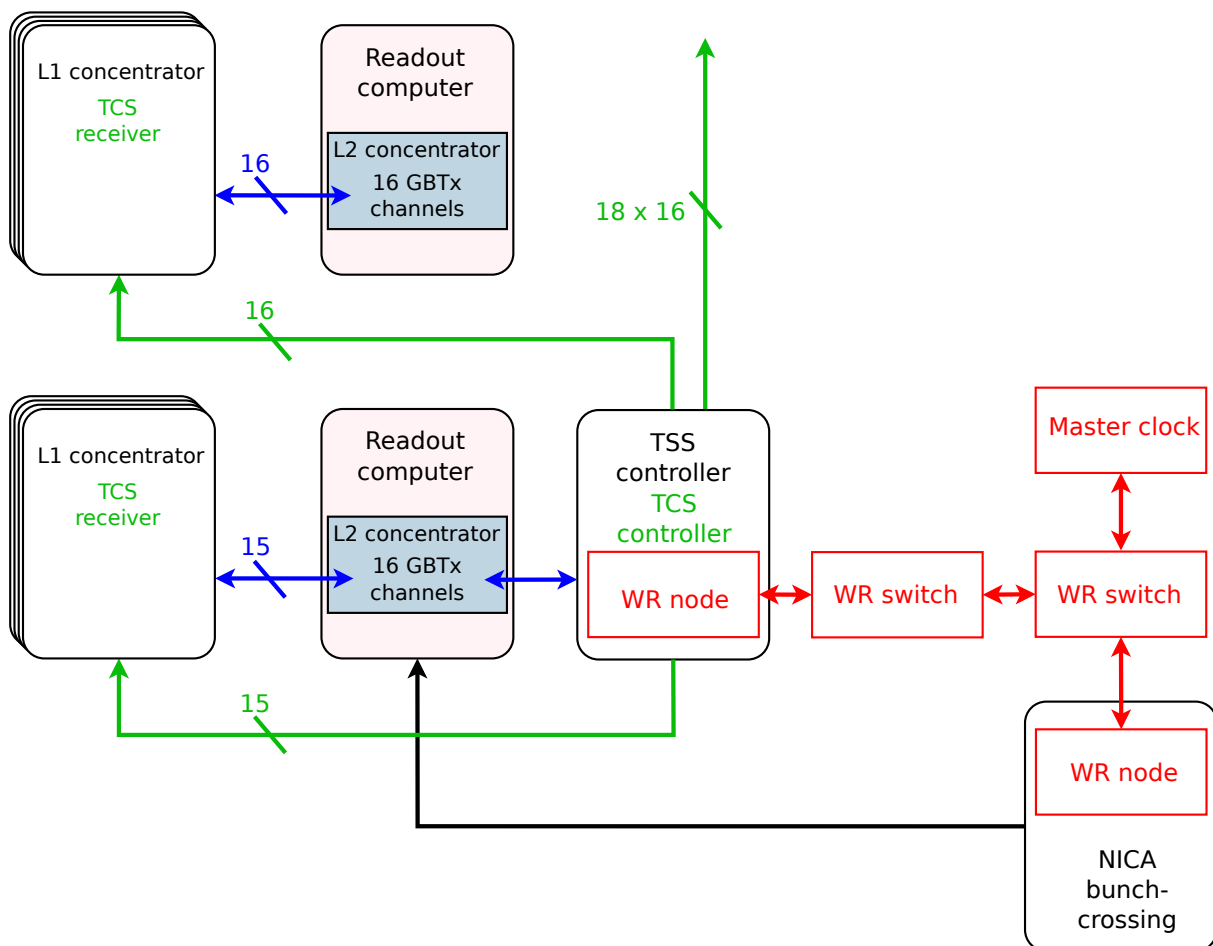 L1 concentrator
TCS
receiver
16
Readout
computer
L2 concentrator
16 GBTx
channels
18 x 16
16
L1 concentrator
TCS
receiver
15
Readout
computer
L2 concentrator
16 GBTx
channels
TSS
controller
TCS
controller
WR node
WR switch
Master clock
WR switch
15
WR node
NICA
bunch-
crossing